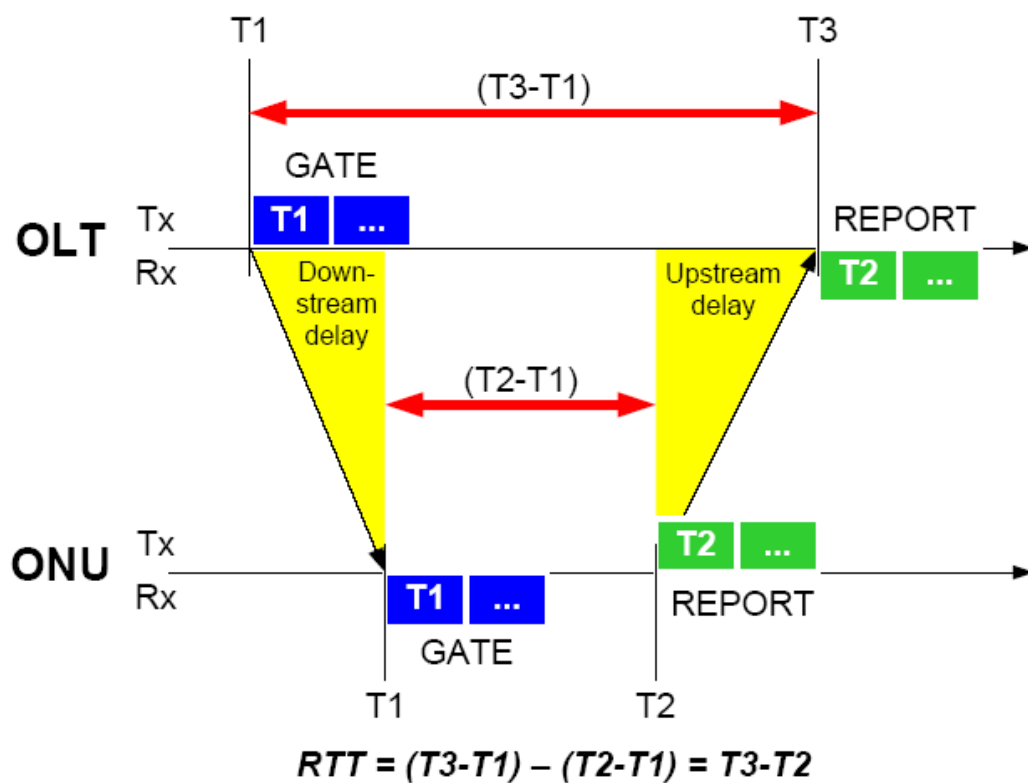 T1
T3
(T3-T1)
GATE
T1 ...
REPORT
OLT
Tx
Rx
T2 ...
Down-
stream
delay
Upstream
delay
(T2-T1)
ONU
Tx
Rx
T2 ...
REPORT
T1 ...
GATE
T1
T2
RTT = (T3-T1) – (T2-T1) = T3-T2